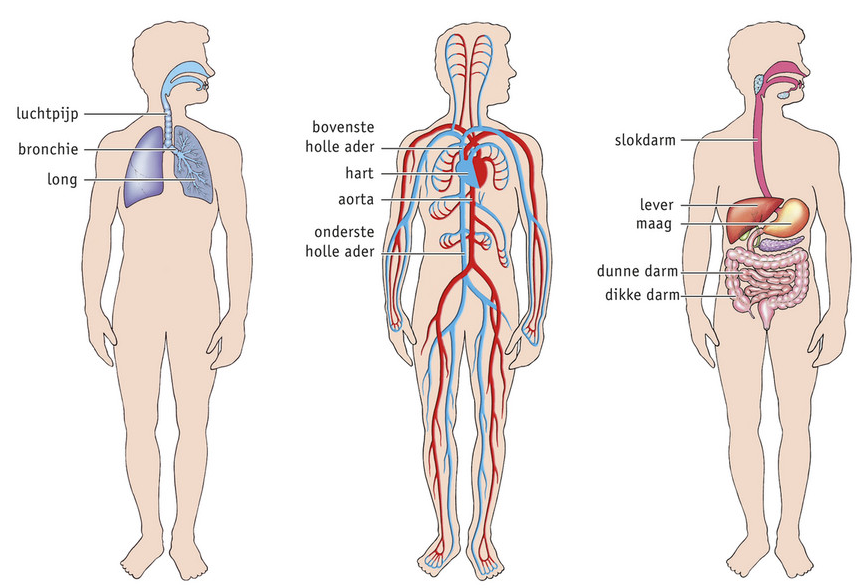 luchtpijp
bronchie
long
bovenste
holle ader
hart
aorta
onderste
holle ader
slokdarm
lever
maag
dunne darm
dikke darm